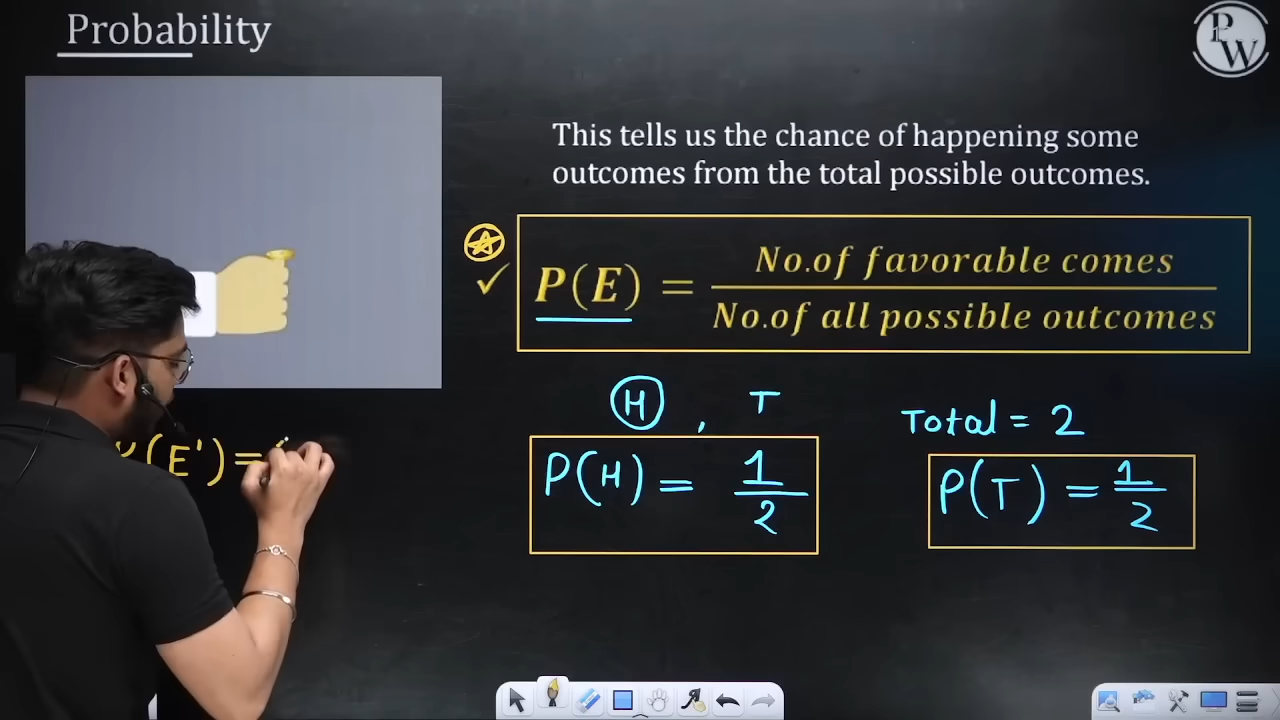 Probability
PW
This tells us the chance of happening some
outcomes from the total possible outcomes.
P(E) = No.of favorable comes
No.of all possible outcomes
H , T
Total = 2
P(H) = 1/2
P(T) = 1/2
(E') =